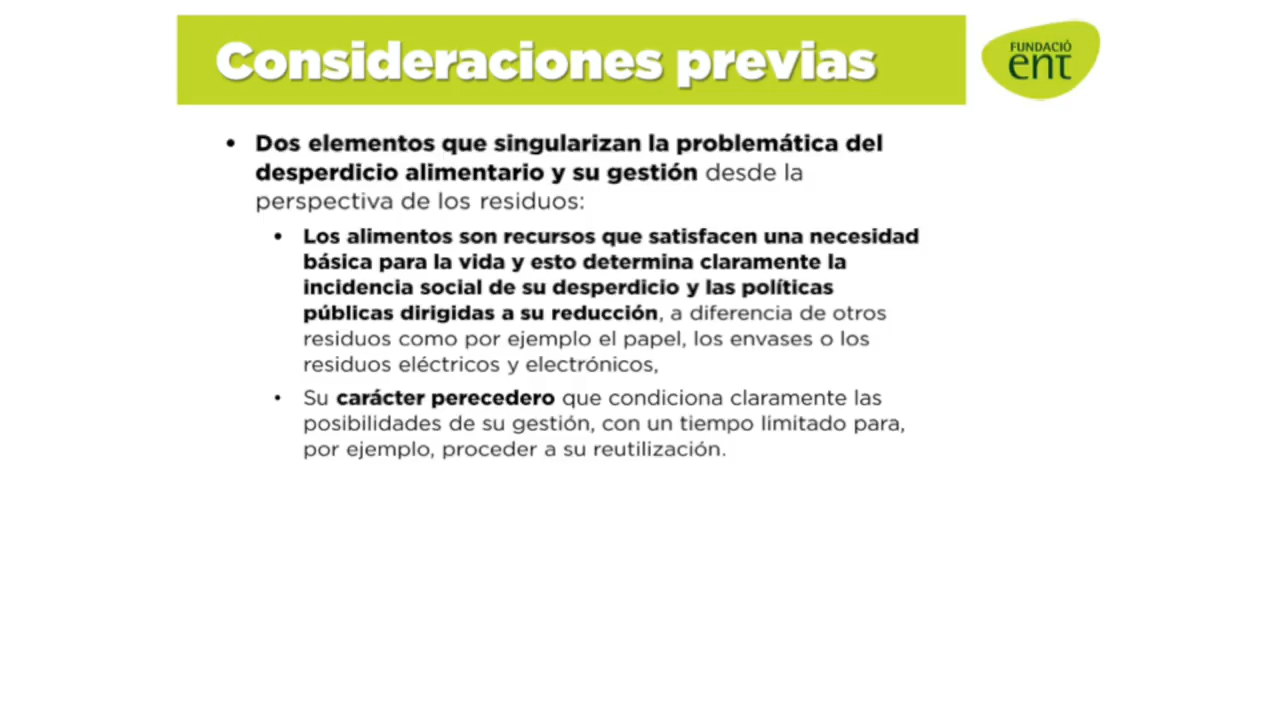 Consideraciones previas
FUNDACIÓ
ent
• Dos elementos que singularizan la problemática del
desperdicio alimentario y su gestión desde la
perspectiva de los residuos:
• Los alimentos son recursos que satisfacen una necesidad
básica para la vida y esto determina claramente la
incidencia social de su desperdicio y las políticas
públicas dirigidas a su reducción, a diferencia de otros
residuos como por ejemplo el papel, los envases o los
residuos eléctricos y electrónicos,
• Su carácter perecedero que condiciona claramente las
posibilidades de su gestión, con un tiempo limitado para,
por ejemplo, proceder a su reutilización.